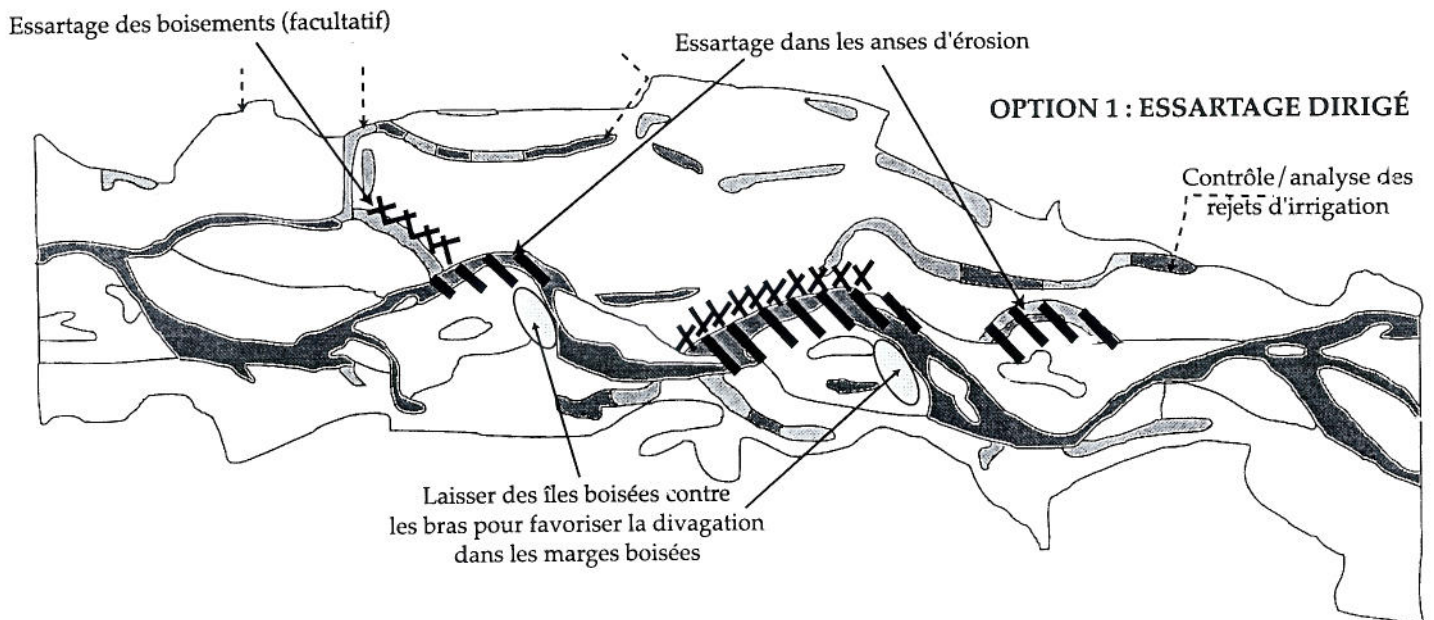 Essartage des boisements (facultatif)
Essartage dans les anses d'érosion
OPTION 1 : ESSARTAGE DIRIGÉ
Contrôle/analyse des
rejets d'irrigation
Laisser des îles boisées contre
les bras pour favoriser la divagation
dans les marges boisées